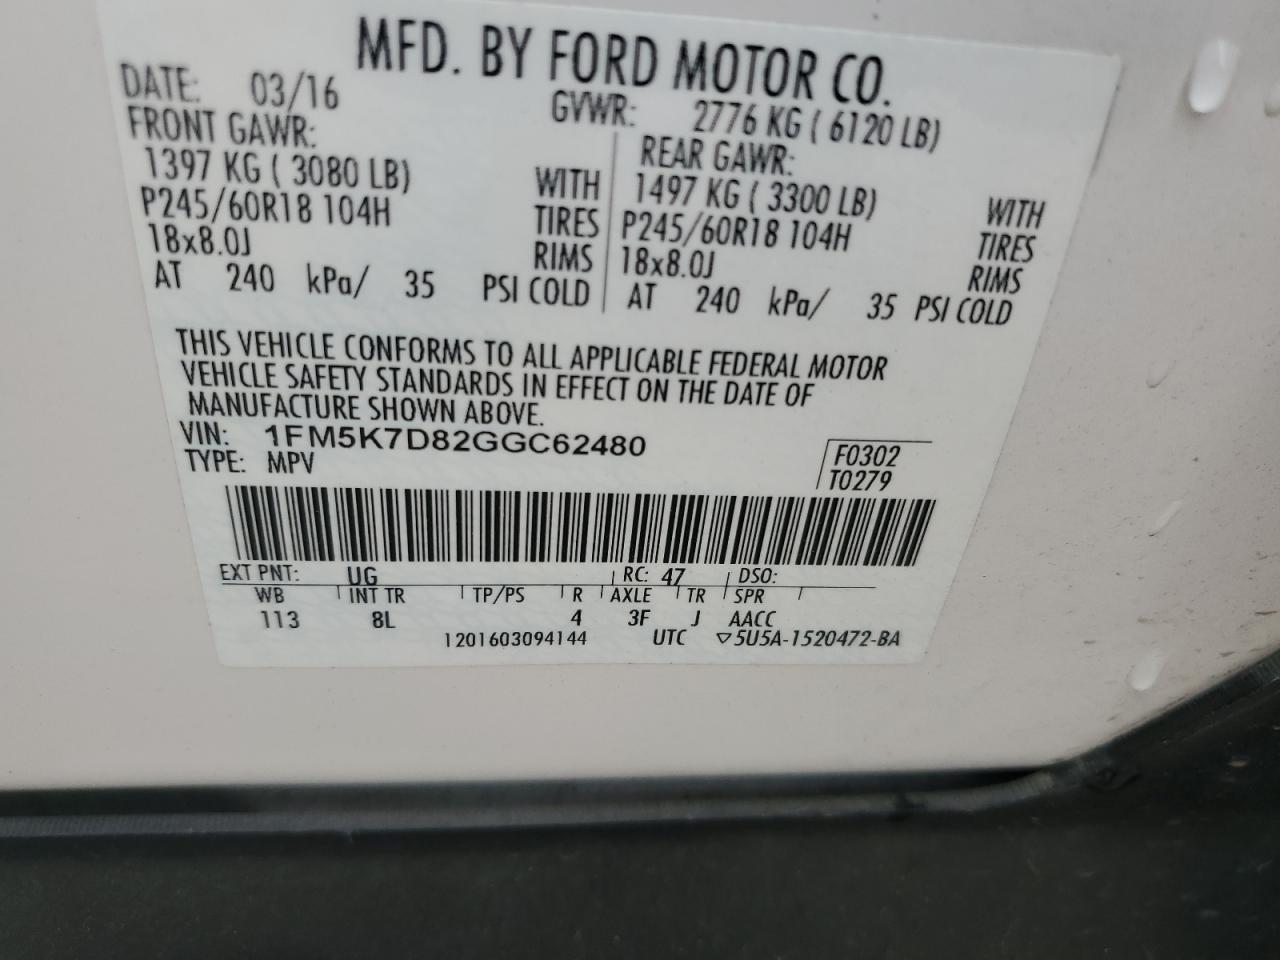 MFD. BY FORD MOTOR CO.
DATE: 03/16 GVWR: 2776 KG ( 6120 LB)
FRONT GAWR: REAR GAWR:
1397 KG ( 3080 LB) WITH 1497 KG ( 3300 LB) WITH
P245/60R18 104H TIRES P245/60R18 104H TIRES
18x8.0J RIMS 18x8.0J RIMS
AT 240 kPa/ 35 PSI COLD AT 240 kPa/ 35 PSI COLD
THIS VEHICLE CONFORMS TO ALL APPLICABLE FEDERAL MOTOR
VEHICLE SAFETY STANDARDS IN EFFECT ON THE DATE OF
MANUFACTURE SHOWN ABOVE.
VIN: 1FM5K7D82GGC62480 F0302
TYPE: MPV T0279
EXT PNT: UG RC: 47 DSO:
WB INT TR TP/PS R AXLE TR SPR
113 8L 4 3F J AACC
1201603094144 UTC ▽5U5A-1520472-BA